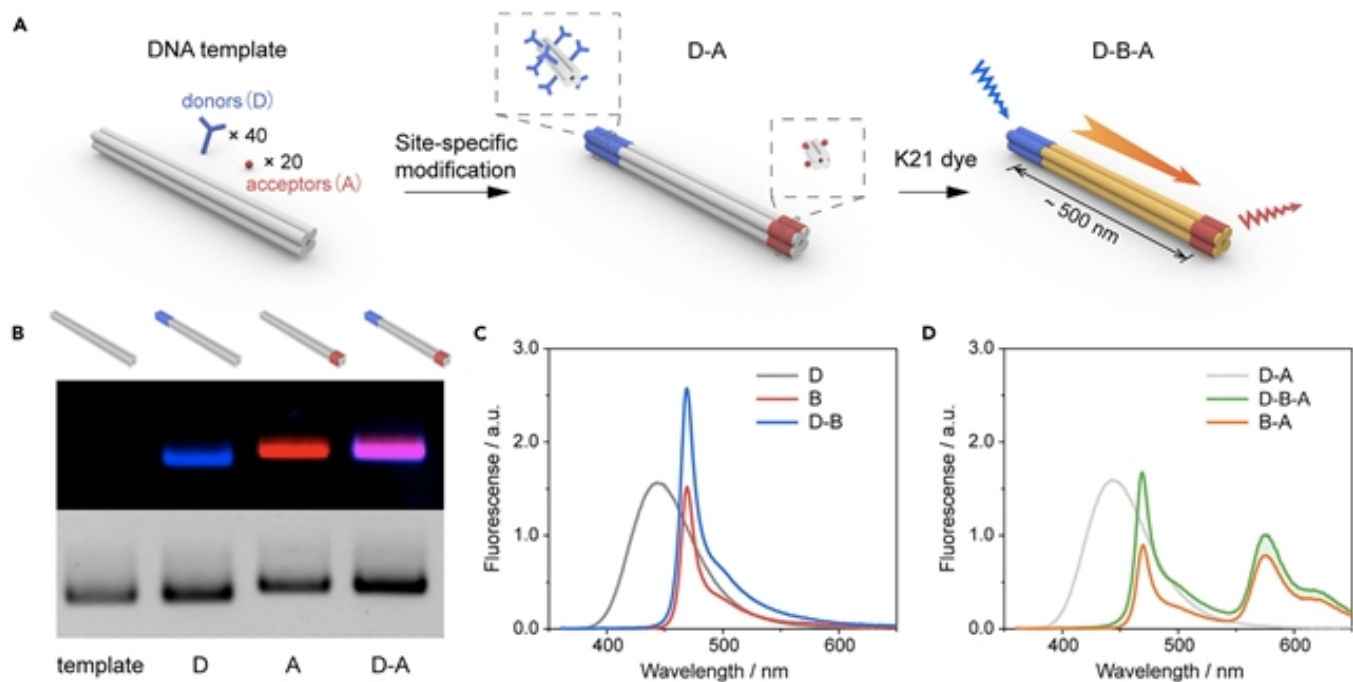 A
DNA template
donors(D)
× 40
× 20
acceptors(A)
Site-specific
modification
D-A
K21 dye
D-B-A
~ 500 nm
B
template
D
A
D-A
C
3.0
2.0
1.0
0.0
Fluorescense / a.u.
D
B
D-B
400
500
600
Wavelength / nm
D
3.0
2.0
1.0
0.0
Fluorescense / a.u.
D-A
D-B-A
B-A
400
500
600
Wavelength / nm